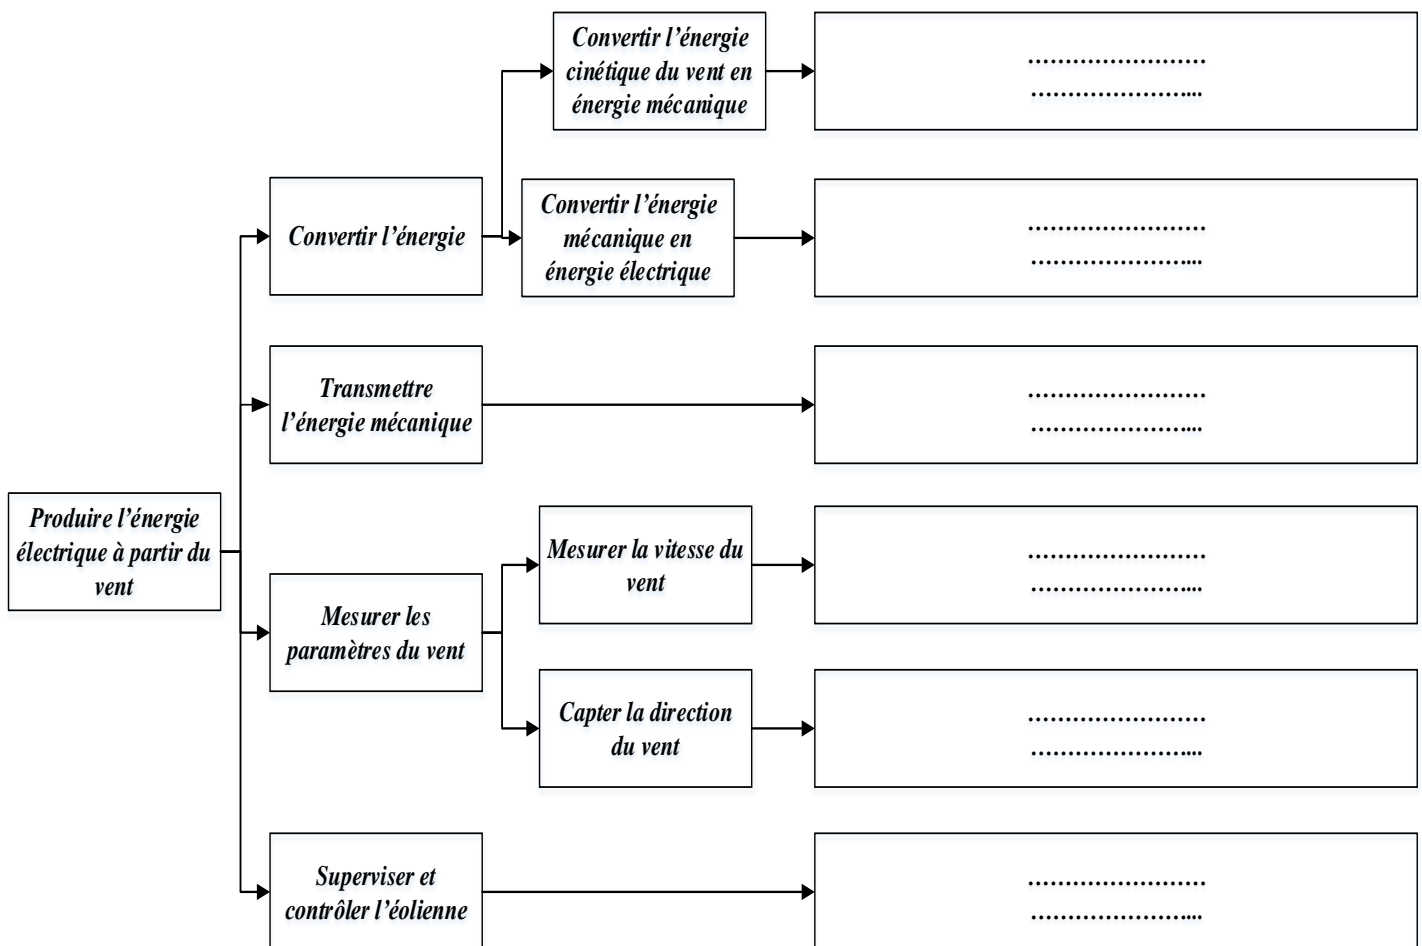 Convertir l'énergie
cinétique du vent en
énergie mécanique
........................
........................
Convertir l'énergie
Convertir l'énergie
mécanique en
énergie électrique
........................
........................
Transmettre
l'énergie mécanique
........................
........................
Produire l'énergie
électrique à partir du
vent
Mesurer les
paramètres du vent
Mesurer la vitesse du
vent
........................
........................
Capter la direction
du vent
........................
........................
Superviser et
contrôler l'éolienne
........................
........................